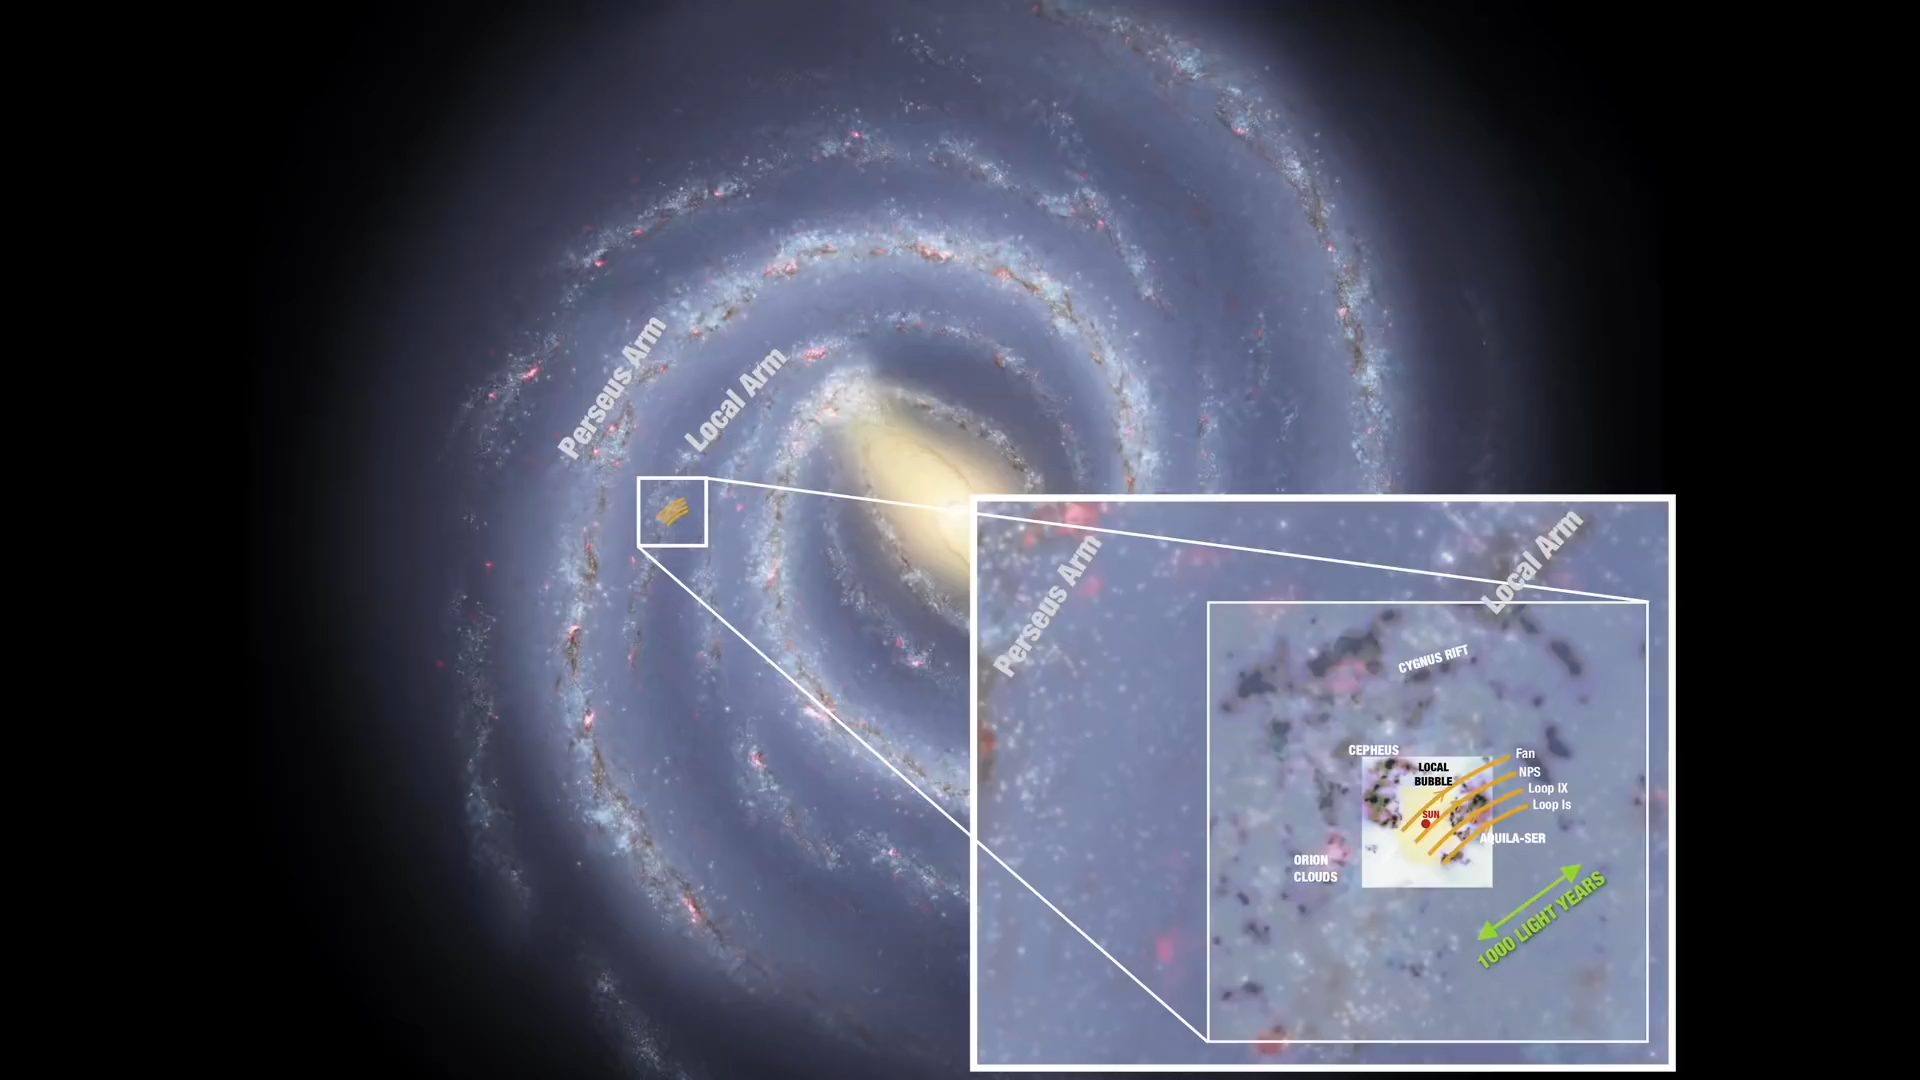 Perseus Arm
Local Arm
Perseus Arm
Local Arm
CYGNUS RIFT
CEPHEUS
LOCAL
BUBBLE
SUN
Fan
NPS
Loop IX
Loop Is
AQUILA-SER
ORION
CLOUDS
1000 LIGHT YEARS